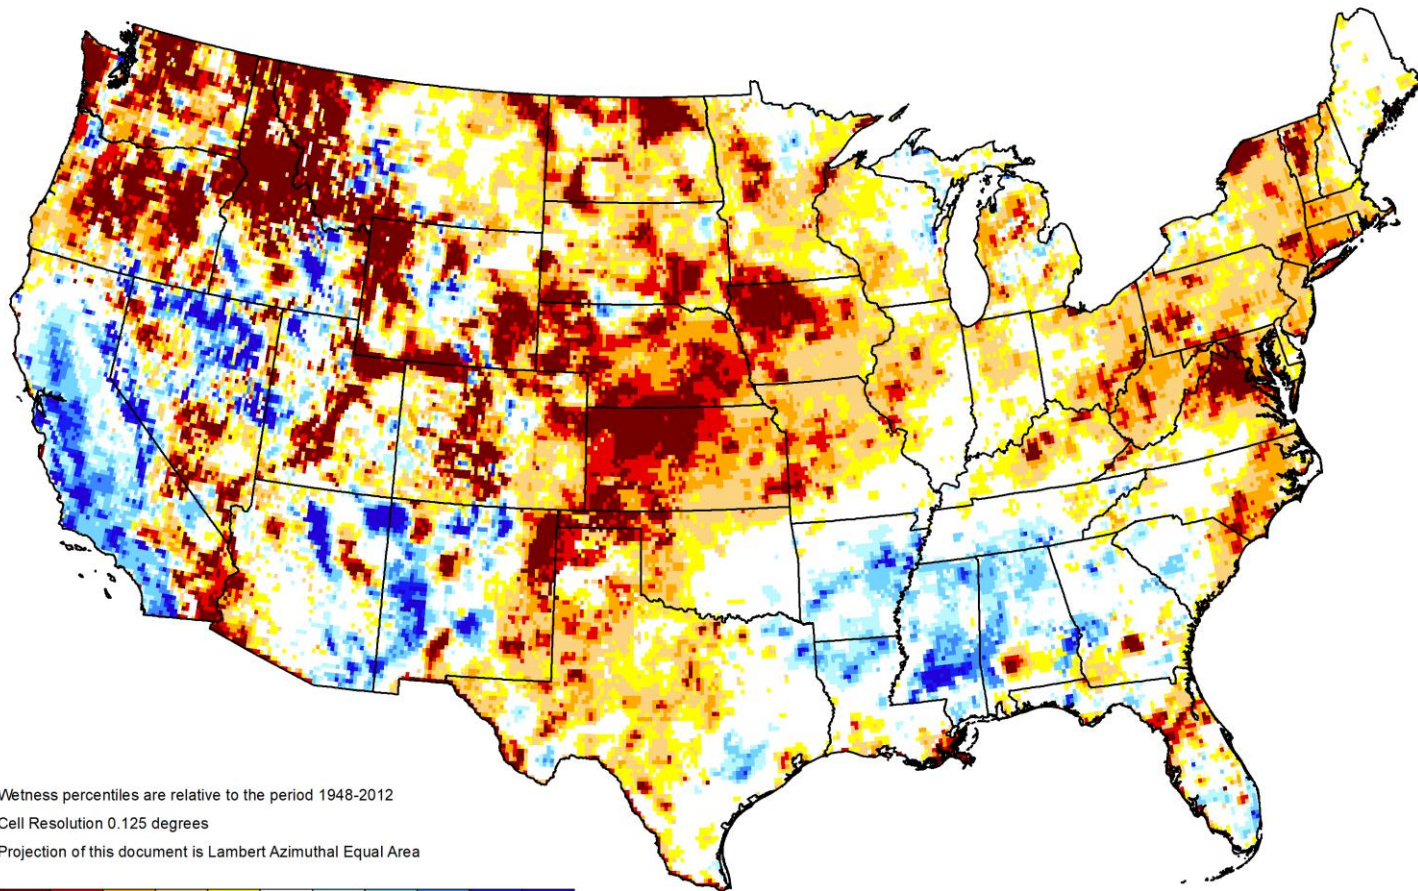 Wetness percentiles are relative to the period 1948-2012
Cell Resolution 0.125 degrees
Projection of this document is Lambert Azimuthal Equal Area